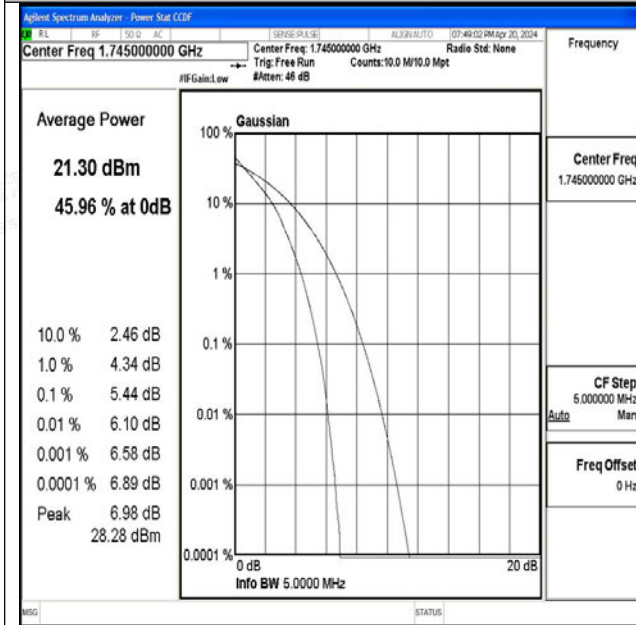 Agilent Spectrum Analyzer - Power Stat CCDF
RL RF 50 Ω AC SENSE:PULSE ALIGNAUTO 07:49:02 PM Apr 20, 2024
Center Freq 1.745000000 GHz
Center Freq: 1.745000000 GHz Radio Std: None
Trig: Free Run Counts:10.0 M/10.0 Mpt
#IFGain:Low #Atten: 46 dB
Frequency
Average Power
21.30 dBm
45.96 % at 0dB
10.0 % 2.46 dB
1.0 % 4.34 dB
0.1 % 5.44 dB
0.01 % 6.10 dB
0.001 % 6.58 dB
0.0001 % 6.89 dB
Peak 6.98 dB
28.28 dBm
Gaussian
100 %
10 %
1 %
0.1 %
0.01 %
0.001 %
0.0001 %
0 dB 20 dB
Info BW 5.0000 MHz
Center Freq
1.745000000 GHz
CF Step
5.000000 MHz
Auto Man
Freq Offset
0 Hz
MSG STATUS